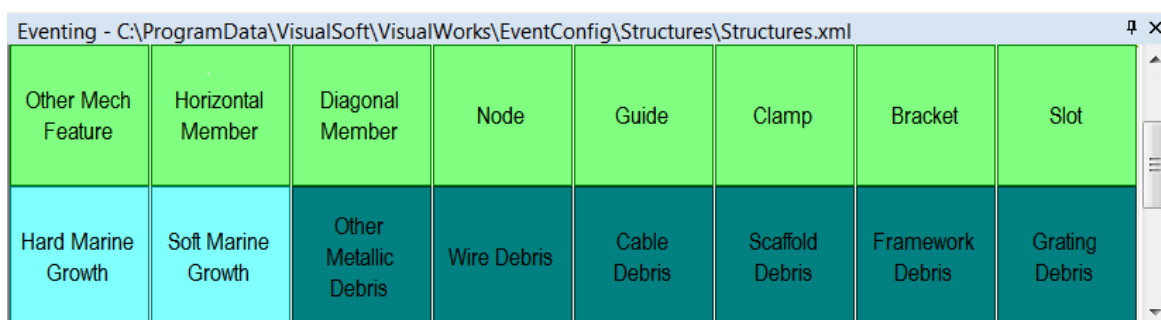 Eventing - C:\ProgramData\VisualSoft\VisualWorks\EventConfig\Structures\Structures.xml
Other Mech
Feature
Horizontal
Member
Diagonal
Member
Node
Guide
Clamp
Bracket
Slot
Hard Marine
Growth
Soft Marine
Growth
Other
Metallic
Debris
Wire Debris
Cable
Debris
Scaffold
Debris
Framework
Debris
Grating
Debris